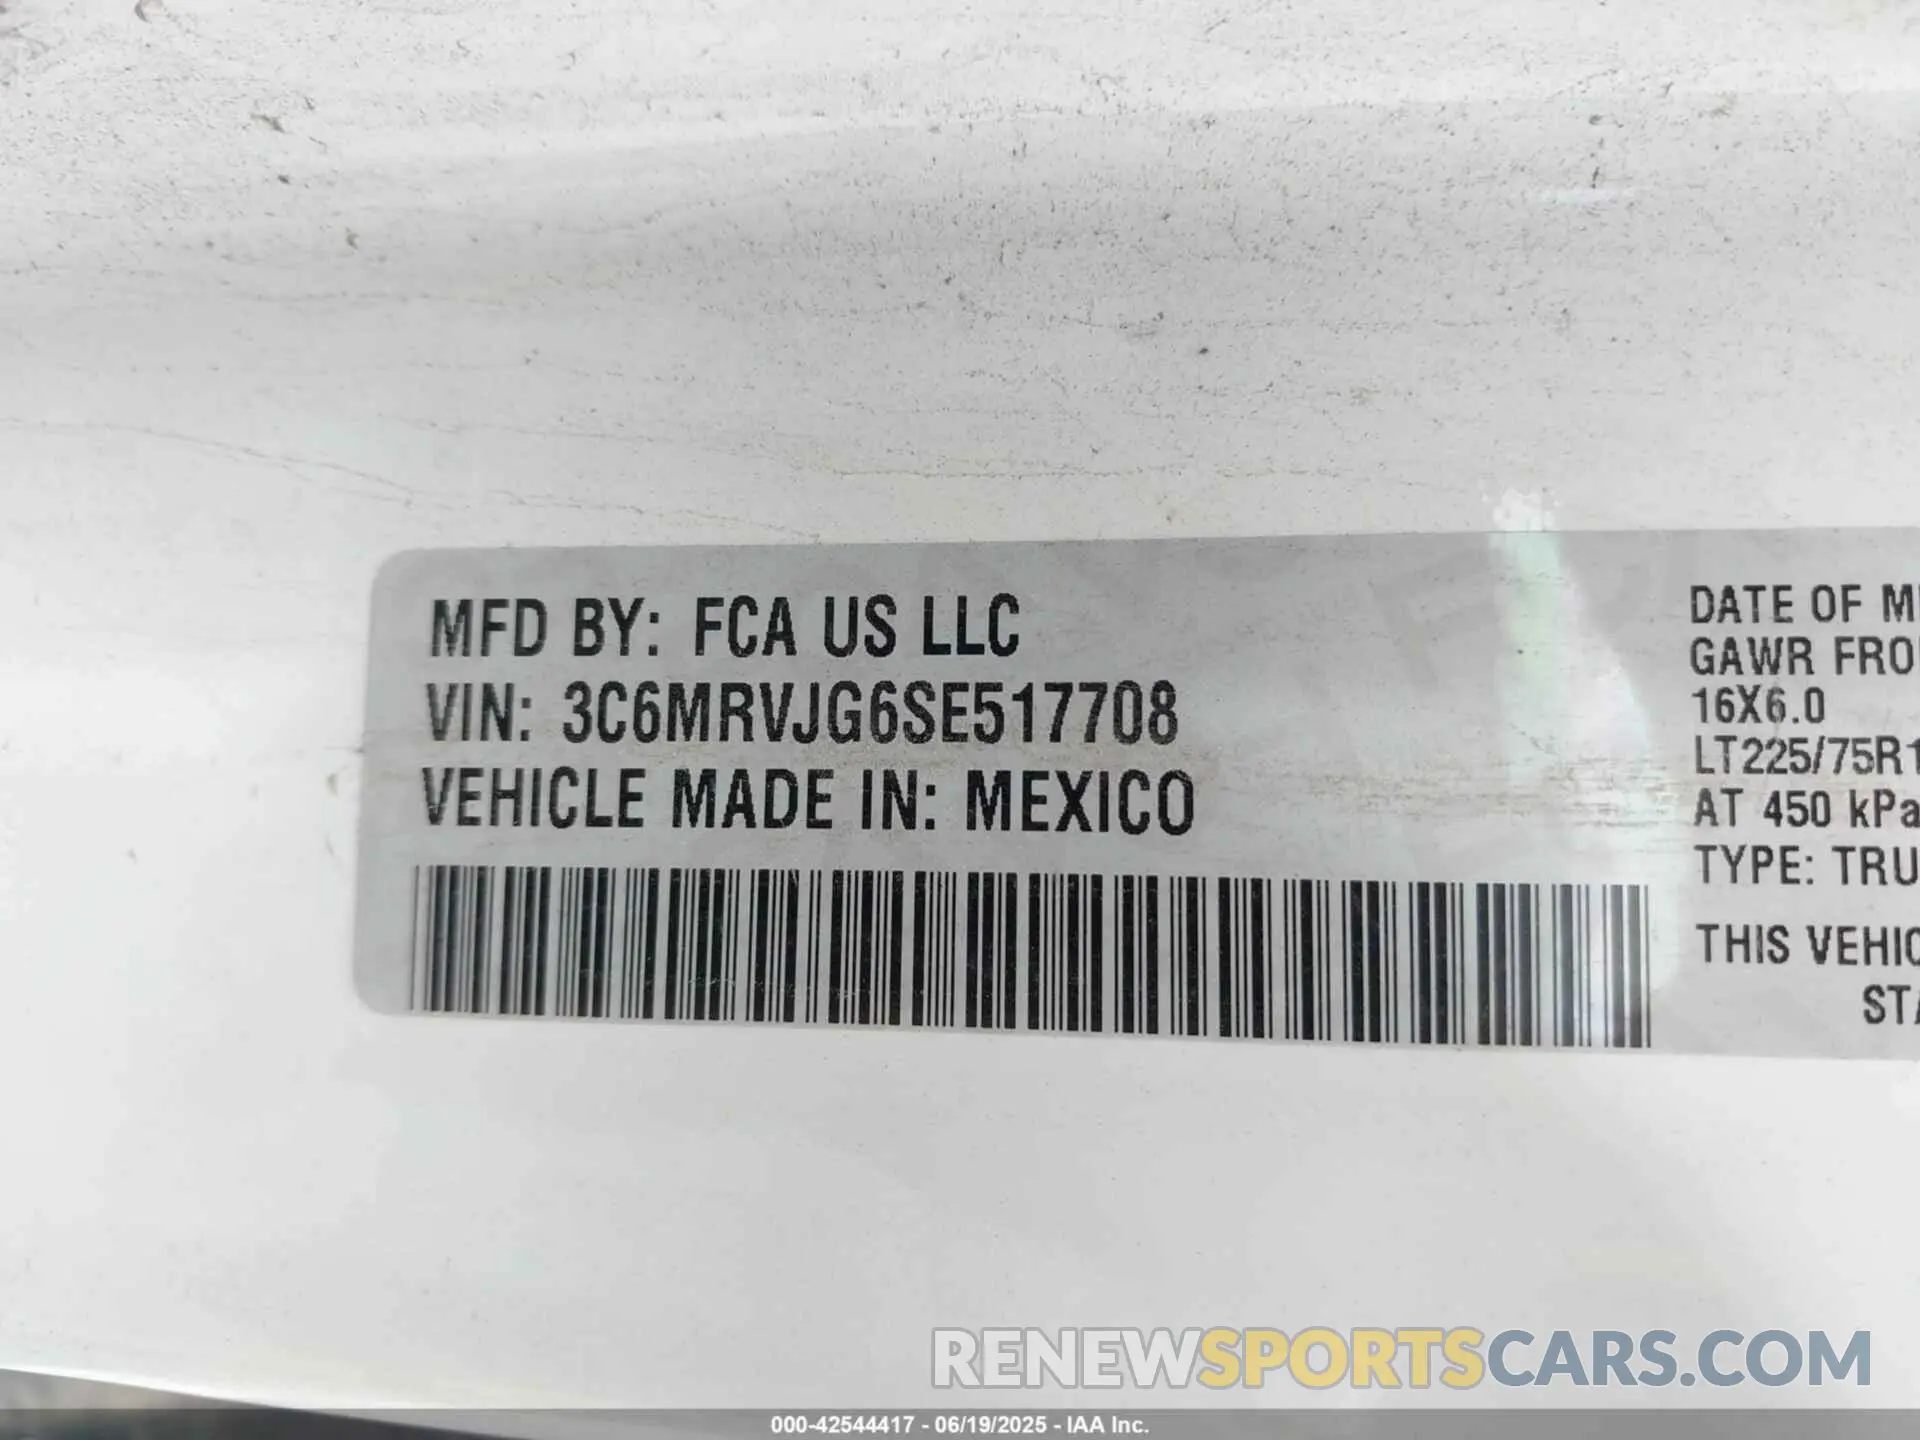 MFD BY: FCA US LLC
VIN: 3C6MRVJG6SE517708
VEHICLE MADE IN: MEXICO
DATE OF M
GAWR FRO
16X6.0
LT225/75R1
AT 450 kPa
TYPE: TRU
THIS VEHIC
STA
RENEWSPORTSCARS.COM
000-42544417 - 06/19/2025 - IAA Inc.